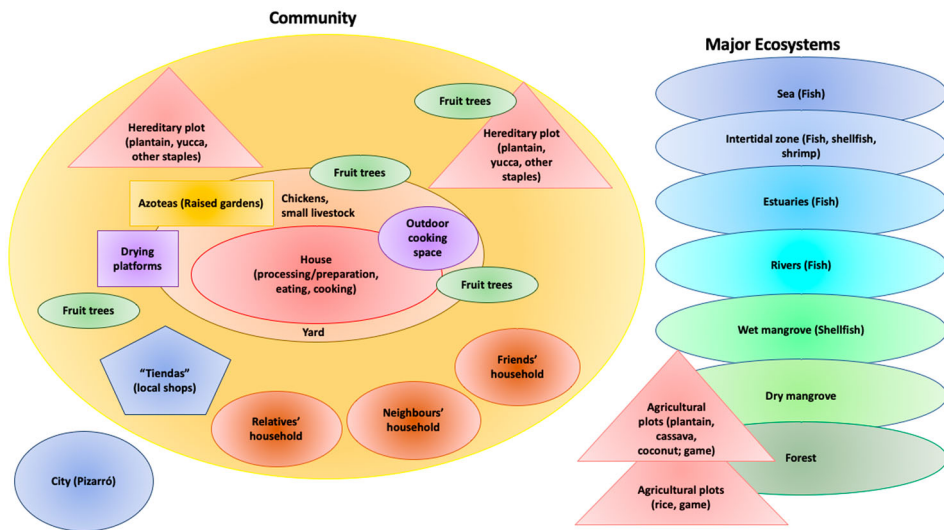 Community
Major Ecosystems
Hereditary plot
(plantain, yucca,
other staples)
Fruit trees
Hereditary plot
(plantain,
yucca, other
staples)
Fruit trees
Azoteas (Raised gardens)
Chickens,
small livestock
Outdoor
cooking
space
Drying
platforms
House
(processing/preparation,
eating, cooking)
Fruit trees
Fruit trees
Yard
"Tiendas"
(local shops)
Friends'
household
Relatives'
household
Neighbours'
household
City (Pizarró)
Sea (Fish)
Intertidal zone (Fish, shellfish,
shrimp)
Estuaries (Fish)
Rivers (Fish)
Wet mangrove (Shellfish)
Dry mangrove
Agricultural
plots (plantain,
cassava,
coconut; game)
Forest
Agricultural plots
(rice, game)